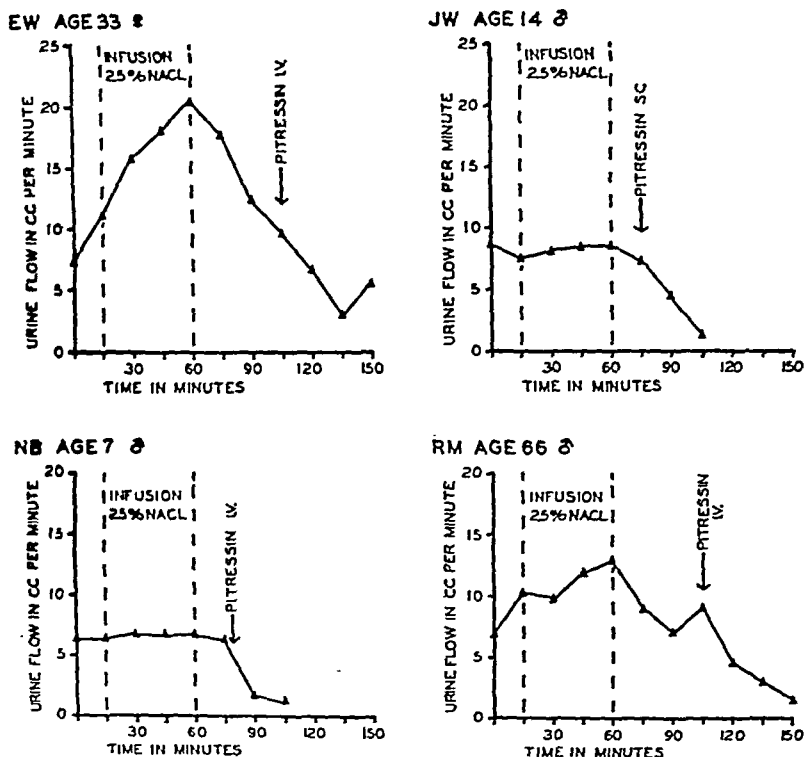 EW AGE 33 ♀
25
20
15
10
5
0
URINE FLOW IN CC PER MINUTE
INFUSION
2.5% NACL
PITRESSIN I.V.
30 60 90 120 150
TIME IN MINUTES
JW AGE 14 ♂
25
20
15
10
5
0
URINE FLOW IN CC PER MINUTE
INFUSION
2.5% NACL
PITRESSIN SC
30 60 90 120 150
TIME IN MINUTES
NB AGE 7 ♂
20
15
10
5
0
URINE FLOW IN CC PER MINUTE
INFUSION
2.5% NACL
PITRESSIN I.V.
30 60 90 120 150
TIME IN MINUTES
RM AGE 66 ♂
20
15
10
5
0
URINE FLOW IN CC PER MINUTE
INFUSION
2.5% NACL
PITRESSIN
I.V.
30 60 90 120 150
TIME IN MINUTES